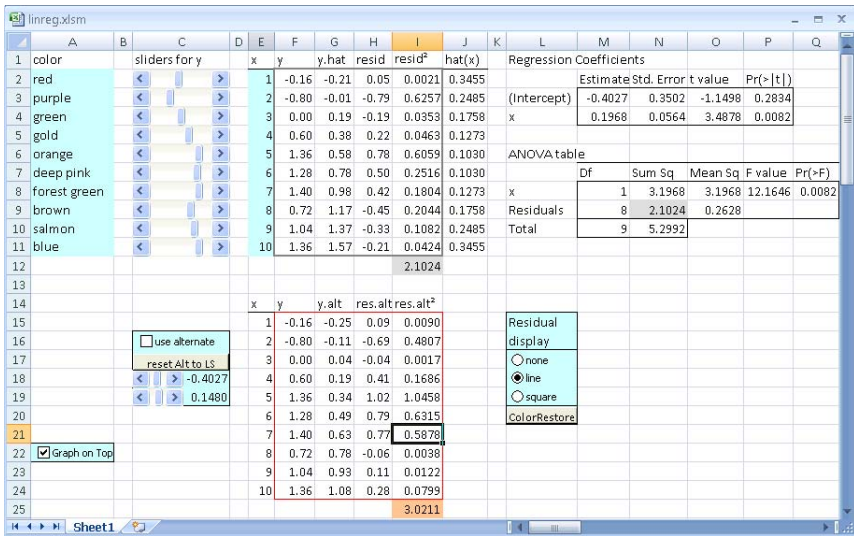 linreg.xlsm
A B C D E F G H I J K L M N O P Q
1 color sliders for y x y y.hat resid resid² hat(x) Regression Coefficients
2 red 1 -0.16 -0.21 0.05 0.0021 0.3455 Estimate Std. Error t value Pr(>|t|)
3 purple 2 -0.80 -0.01 -0.79 0.6257 0.2485 (Intercept) -0.4027 0.3502 -1.1498 0.2834
4 green 3 0.00 0.19 -0.19 0.0353 0.1758 x 0.1968 0.0564 3.4878 0.0082
5 gold 4 0.60 0.38 0.22 0.0463 0.1273
6 orange 5 1.36 0.58 0.78 0.6059 0.1030 ANOVA table
7 deep pink 6 1.28 0.78 0.50 0.2516 0.1030 Df Sum Sq Mean Sq F value Pr(>F)
8 forest green 7 1.40 0.98 0.42 0.1804 0.1273 x 1 3.1968 3.1968 12.1646 0.0082
9 brown 8 0.72 1.17 -0.45 0.2044 0.1758 Residuals 8 2.1024 0.2628
10 salmon 9 1.04 1.37 -0.33 0.1082 0.2485 Total 9 5.2992
11 blue 10 1.36 1.57 -0.21 0.0424 0.3455
12 2.1024
13
14 x y y.alt res.alt res.alt²
15 1 -0.16 -0.25 0.09 0.0090 Residual
16 use alternate 2 -0.80 -0.11 -0.69 0.4807 display
17 reset Alt to LS 3 0.00 0.04 -0.04 0.0017 none
18 -0.4027 4 0.60 0.19 0.41 0.1686 line
19 0.1480 5 1.36 0.34 1.02 1.0458 square
20 6 1.28 0.49 0.79 0.6315 ColorRestore
21 7 1.40 0.63 0.77 0.5878
22 Graph on Top 8 0.72 0.78 -0.06 0.0038
23 9 1.04 0.93 0.11 0.0122
24 10 1.36 1.08 0.28 0.0799
25 3.0211
Sheet1